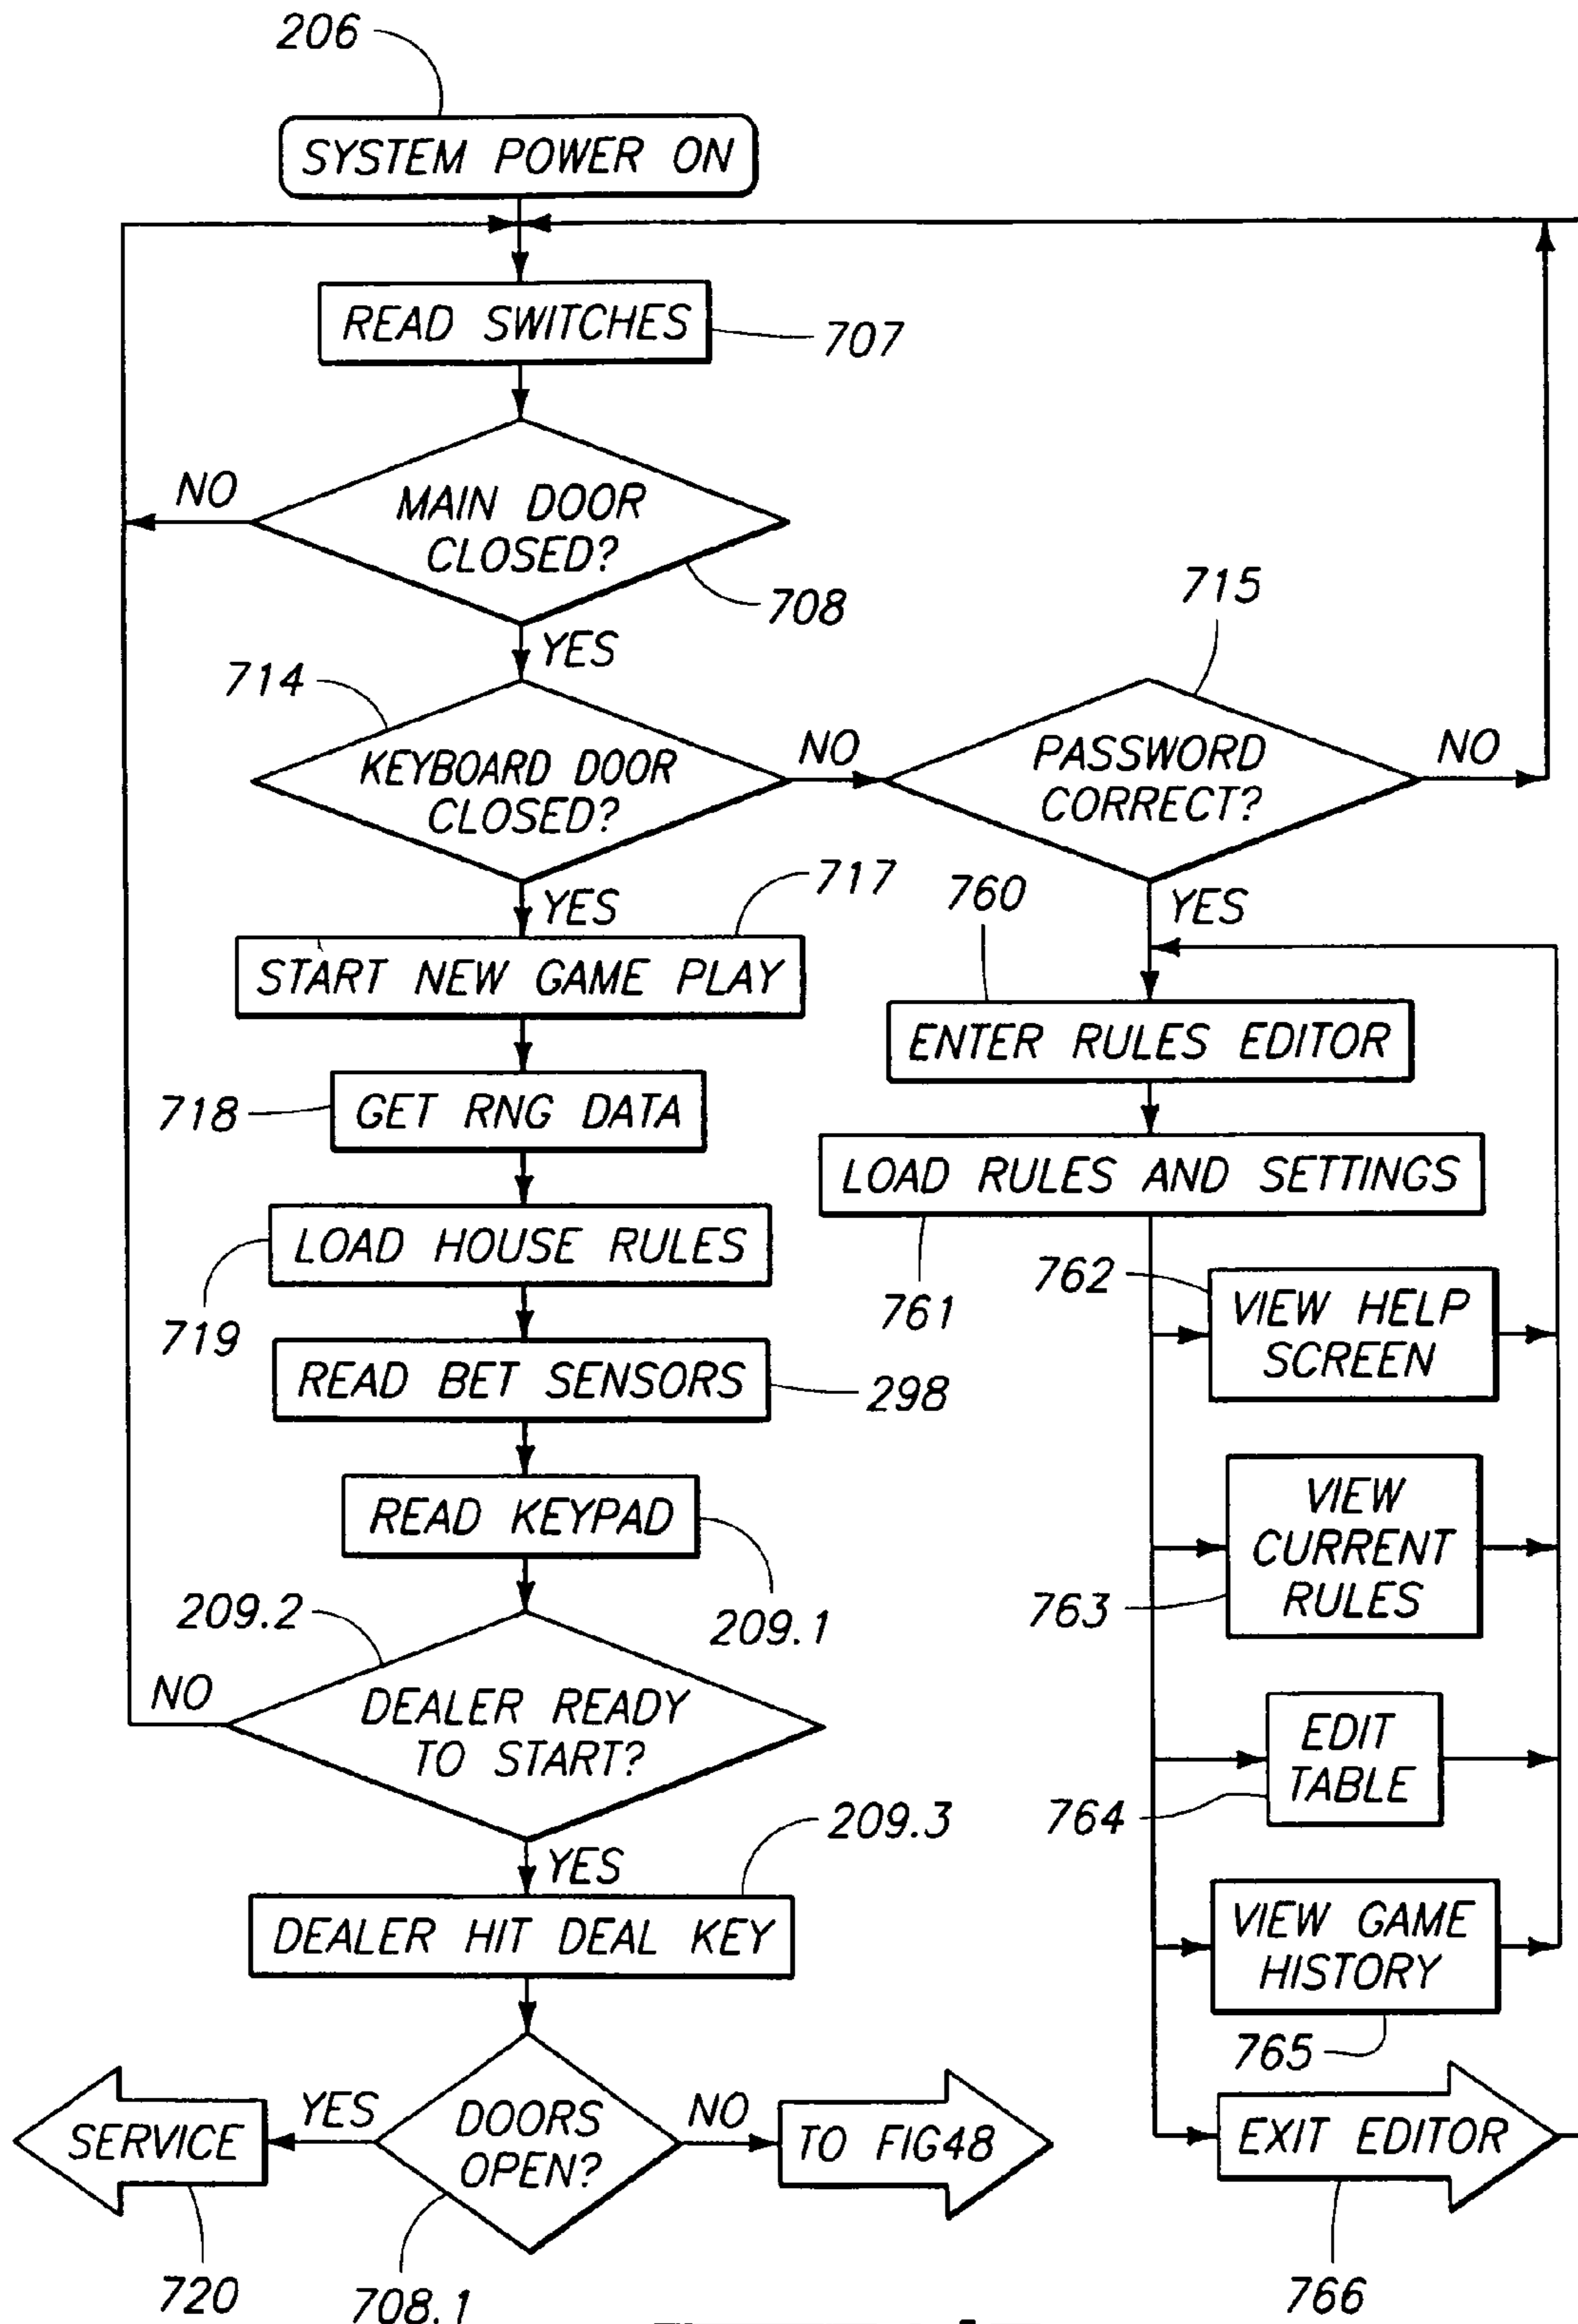 206
SYSTEM POWER ON
READ SWITCHES
707
NO
MAIN DOOR
CLOSED?
708
YES
714
KEYBOARD DOOR
CLOSED?
NO
715
PASSWORD
CORRECT?
NO
YES
717
START NEW GAME PLAY
718
GET RNG DATA
719
LOAD HOUSE RULES
READ BET SENSORS
298
READ KEYPAD
209.1
209.2
NO
DEALER READY
TO START?
YES
209.3
DEALER HIT DEAL KEY
DOORS
OPEN?
708.1
YES
SERVICE
720
NO
TO FIG48
YES
760
ENTER RULES EDITOR
LOAD RULES AND SETTINGS
761
762
VIEW HELP
SCREEN
763
VIEW
CURRENT
RULES
764
EDIT
TABLE
VIEW GAME
HISTORY
765
EXIT EDITOR
766